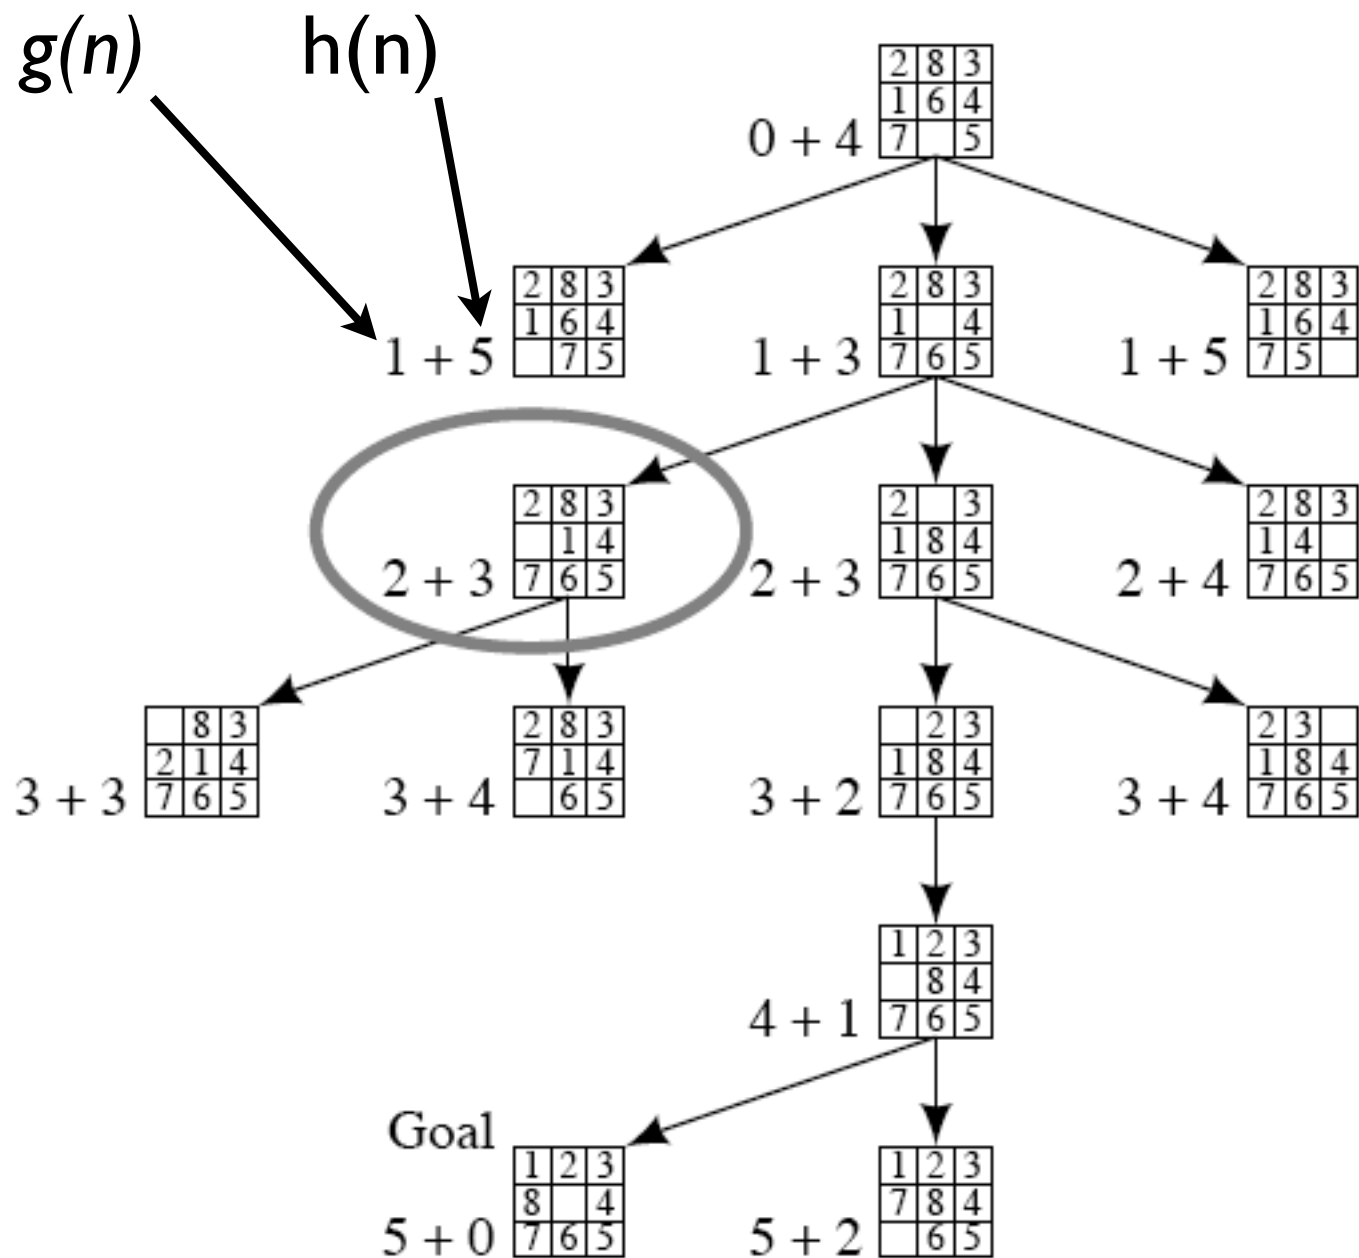 g(n) h(n)
2 8 3
1 6 4
0 + 4 7 5
2 8 3 2 8 3 2 8 3
1 6 4 1 4 1 6 4
1 + 5 7 5 1 + 3 7 6 5 1 + 5 7 5
2 8 3 2 3 2 8 3
1 4 1 8 4 1 4
2 + 3 7 6 5 2 + 3 7 6 5 2 + 4 7 6 5
8 3 2 8 3 2 3 2 3
2 1 4 7 1 4 1 8 4 1 8 4
3 + 3 7 6 5 3 + 4 6 5 3 + 2 7 6 5 3 + 4 7 6 5
1 2 3
8 4
4 + 1 7 6 5
Goal
1 2 3 1 2 3
8 4 7 8 4
5 + 0 7 6 5 5 + 2 6 5